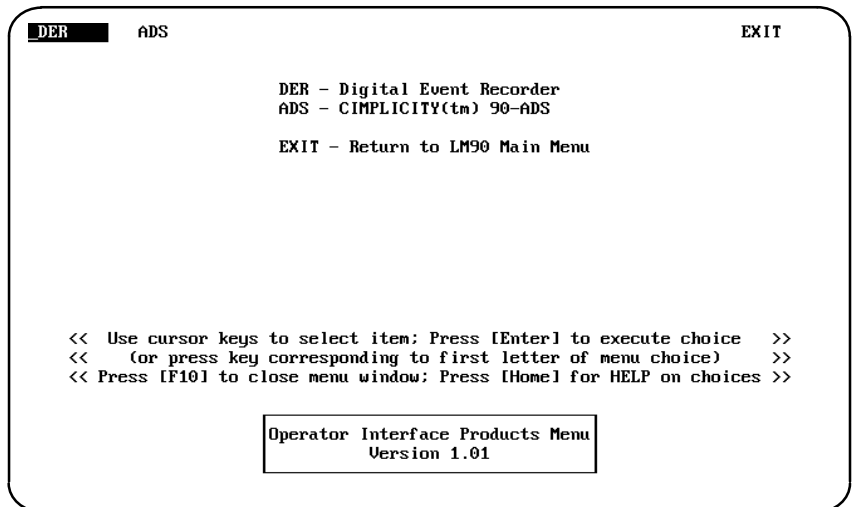 _DER ADS EXIT
DER - Digital Event Recorder
ADS - CIMPLICITY(tm) 90-ADS
EXIT - Return to LM90 Main Menu
<< Use cursor keys to select item; Press [Enter] to execute choice >>
<< (or press key corresponding to first letter of menu choice) >>
<< Press [F10] to close menu window; Press [Home] for HELP on choices >>
Operator Interface Products Menu
Version 1.01